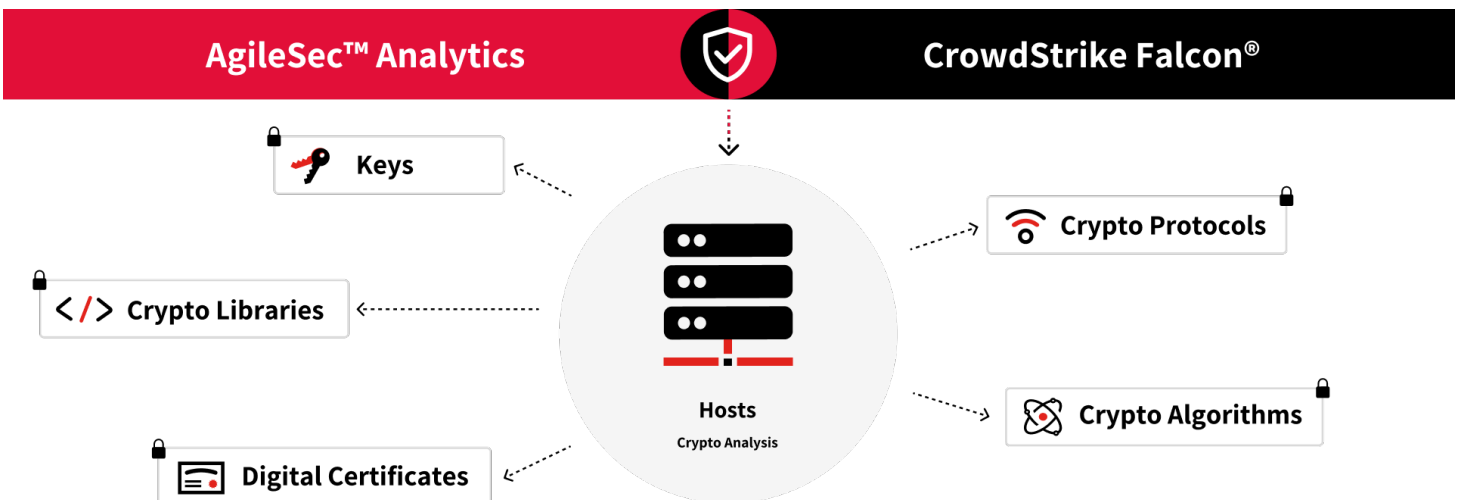 AgileSec™ Analytics
CrowdStrike Falcon®
Keys
Crypto Protocols
Crypto Libraries
Hosts
Crypto Analysis
Crypto Algorithms
Digital Certificates